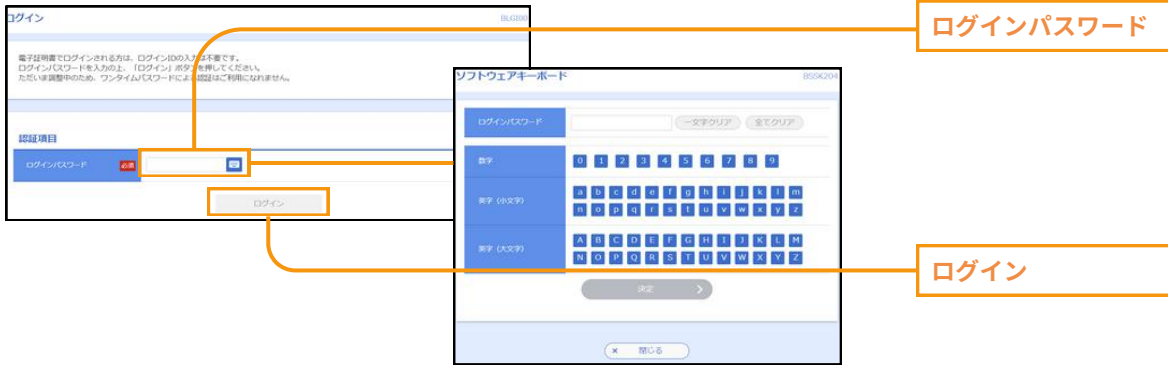 ログイン
BLGI00
電子証明書でログインされる方は、ログインIDの入力は不要です。
ログインパスワードを入力の上、「ログイン」ボタンを押してください。
ただいま調整中のため、ワンタイムパスワードによる認証はご利用になれません。
認証項目
ログインパスワード 必須
ログイン
ソフトウェアキーボード
BSSK204
ログインパスワード 一文字クリア 全てクリア
数字 0 1 2 3 4 5 6 7 8 9
英字（小文字） a b c d e f g h i j k l m
n o p q r s t u v w x y z
英字（大文字） A B C D E F G H I J K L M
N O P Q R S T U V W X Y Z
決定
× 閉じる
ログインパスワード
ログイン